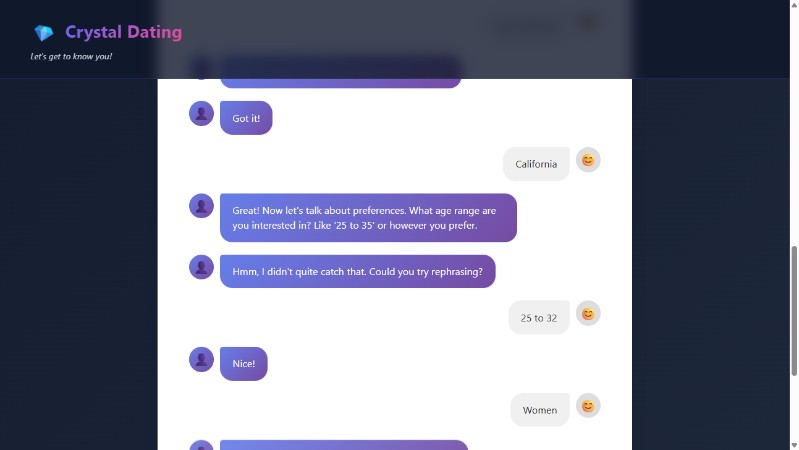 Crystal Dating
Let's get to know you!
Got it!
California
Great! Now let's talk about preferences. What age range are
you interested in? Like '25 to 35' or however you prefer.
Hmm, I didn't quite catch that. Could you try rephrasing?
25 to 32
Nice!
Women